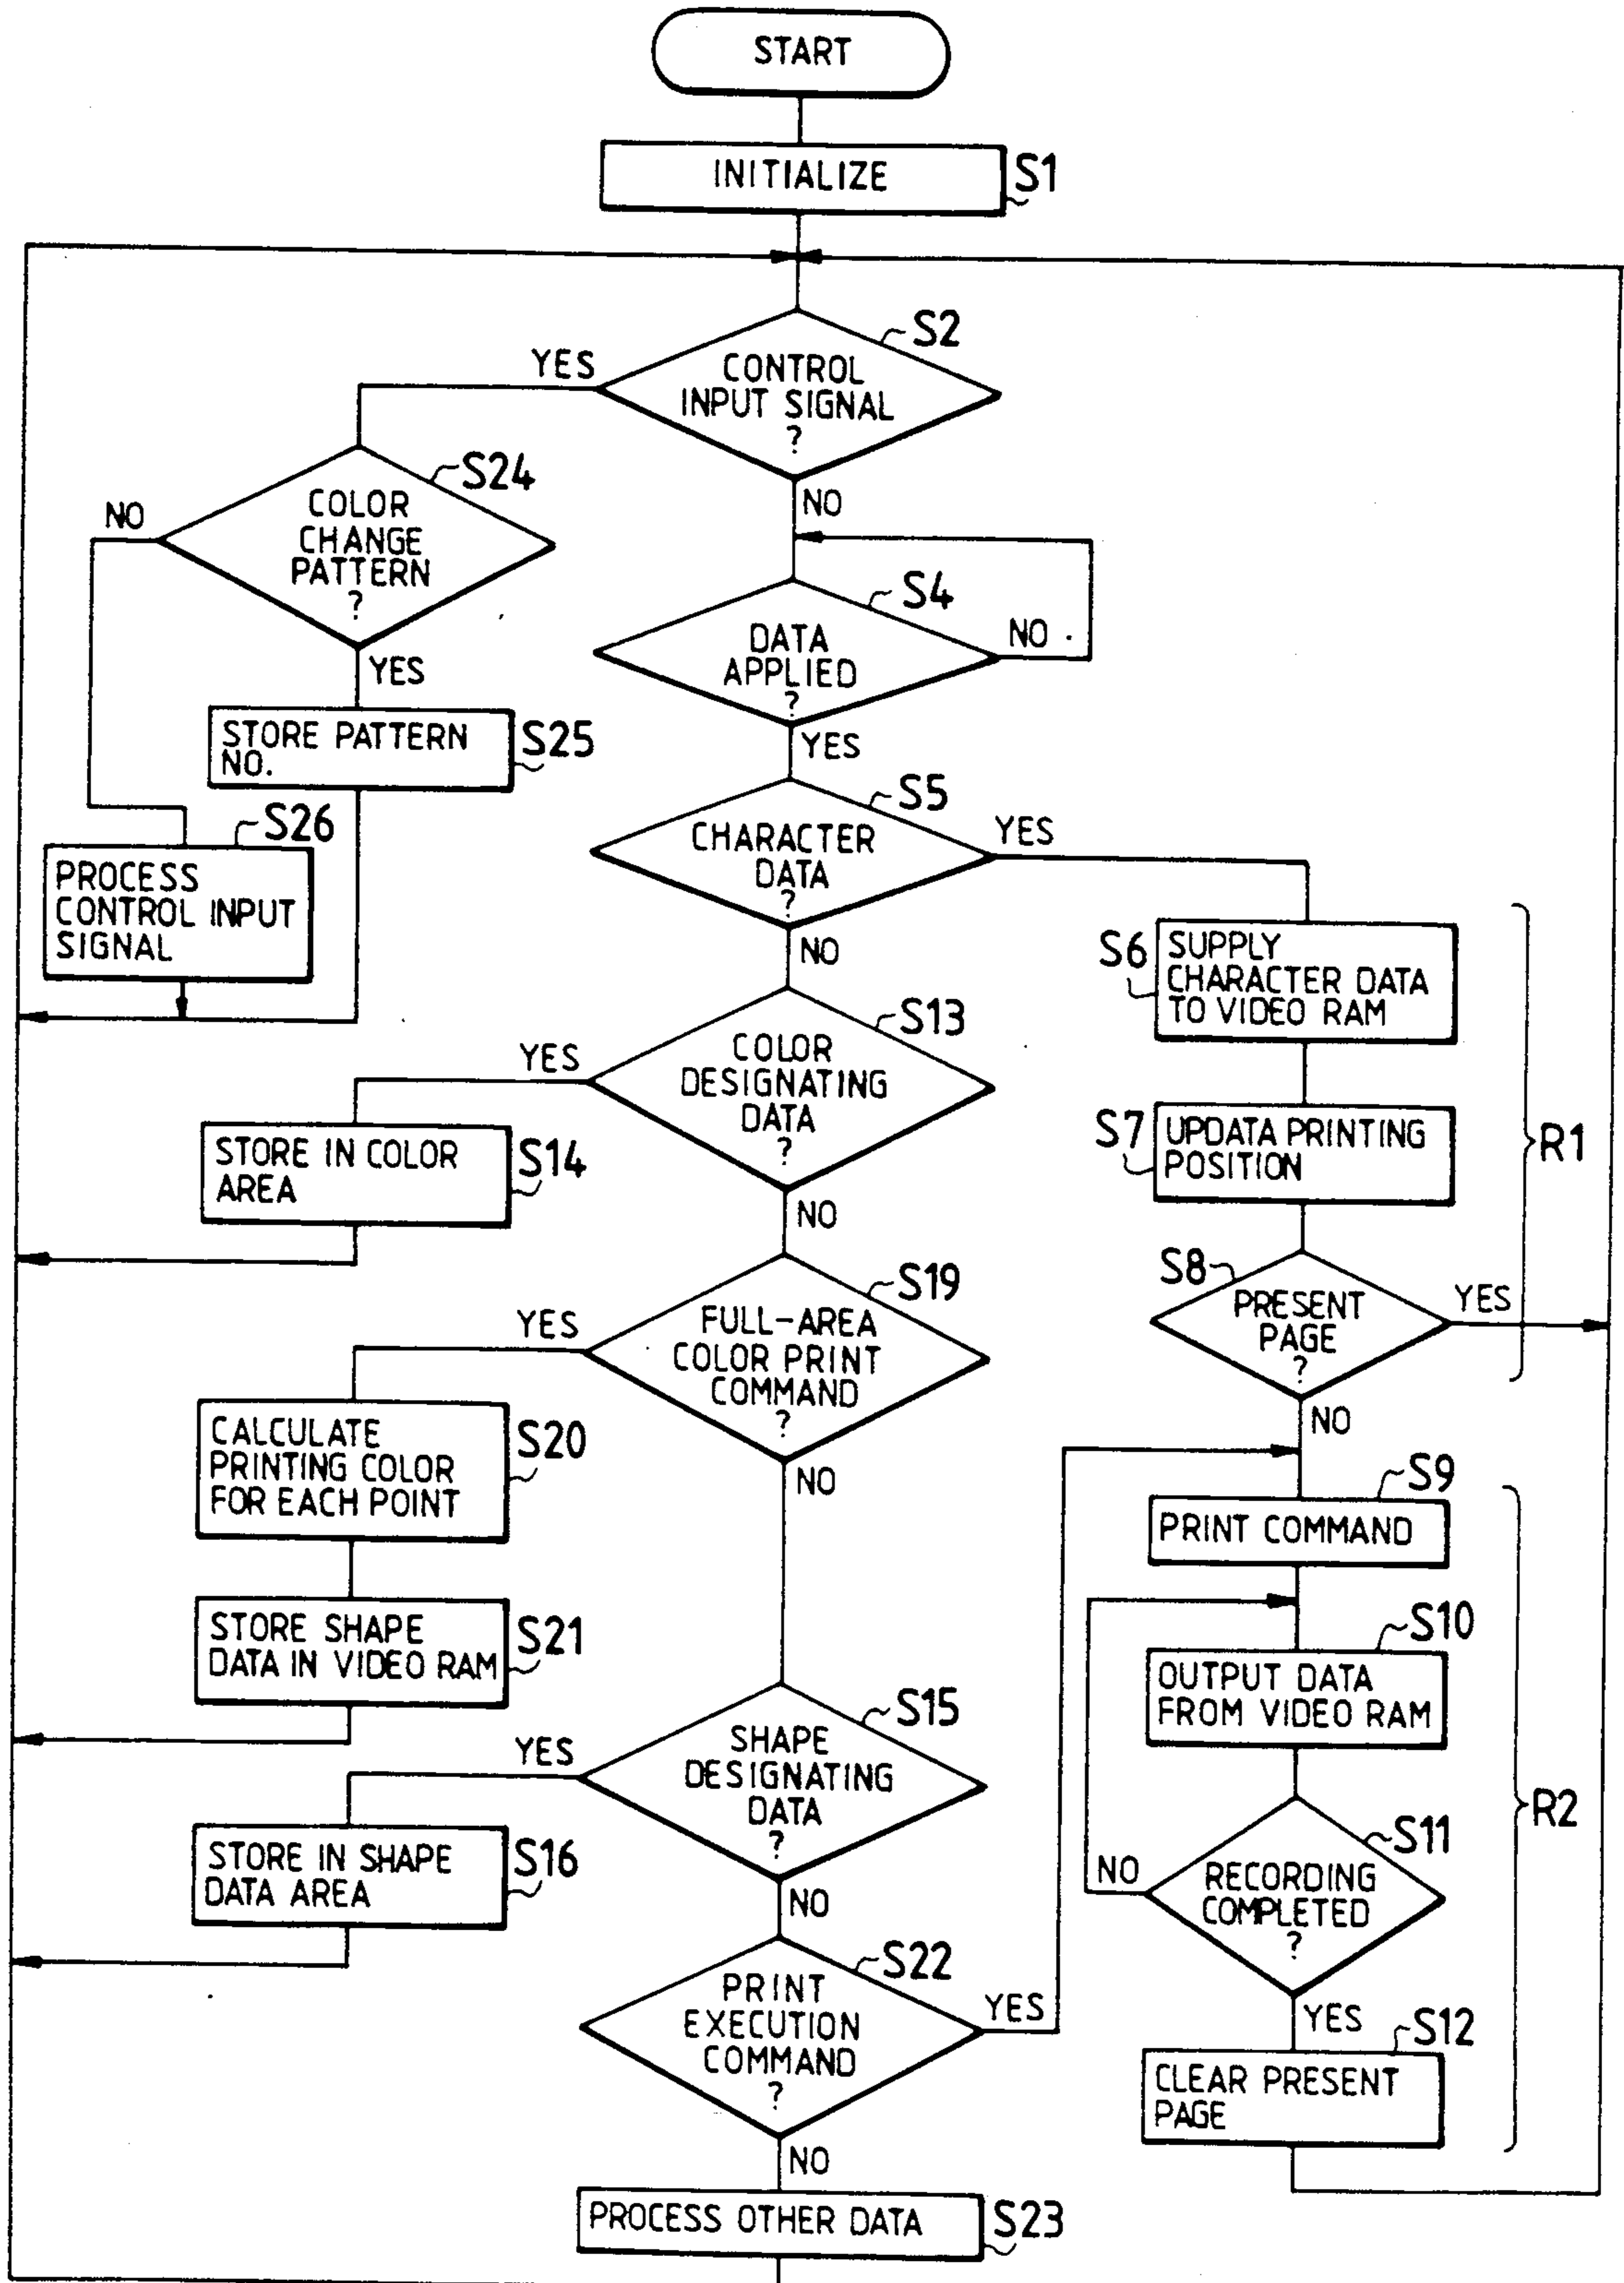 START
INITIALIZE
S1
S2
YES
CONTROL
INPUT SIGNAL
?
NO
S24
NO
COLOR
CHANGE
PATTERN
?
YES
S4
DATA
APPLIED
?
NO
YES
STORE PATTERN
NO.
S25
S26
PROCESS
CONTROL INPUT
SIGNAL
S5
CHARACTER
DATA
?
YES
NO
S6
SUPPLY
CHARACTER DATA
TO VIDEO RAM
S7
UPDATA PRINTING
POSITION
R1
S8
PRESENT
PAGE
?
YES
NO
S13
YES
COLOR
DESIGNATING
DATA
?
NO
STORE IN COLOR
AREA
S14
S19
YES
FULL-AREA
COLOR PRINT
COMMAND
?
NO
CALCULATE
PRINTING COLOR
FOR EACH POINT
S20
STORE SHAPE
DATA IN VIDEO RAM
S21
S15
YES
SHAPE
DESIGNATING
DATA
?
NO
STORE IN SHAPE
DATA AREA
S16
S22
PRINT
EXECUTION
COMMAND
?
YES
NO
PROCESS OTHER DATA
S23
S9
PRINT COMMAND
S10
OUTPUT DATA
FROM VIDEO RAM
R2
S11
NO
RECORDING
COMPLETED
?
YES
S12
CLEAR PRESENT
PAGE